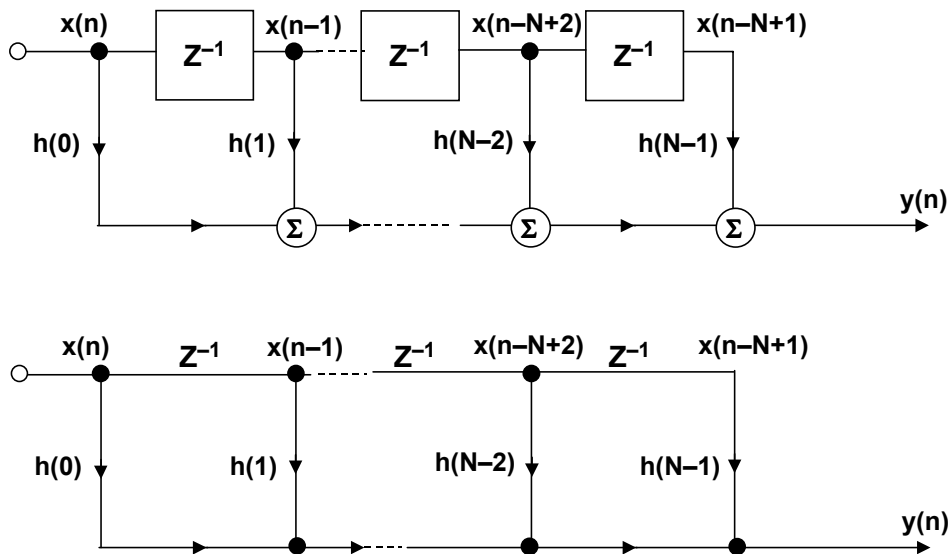 x(n) x(n–1) x(n–N+2) x(n–N+1)
Z⁻¹ Z⁻¹ Z⁻¹
h(0) h(1) h(N–2) h(N–1)
y(n)
Σ Σ Σ
x(n) Z⁻¹ x(n–1) Z⁻¹ x(n–N+2) Z⁻¹ x(n–N+1)
h(0) h(1) h(N–2) h(N–1)
y(n)